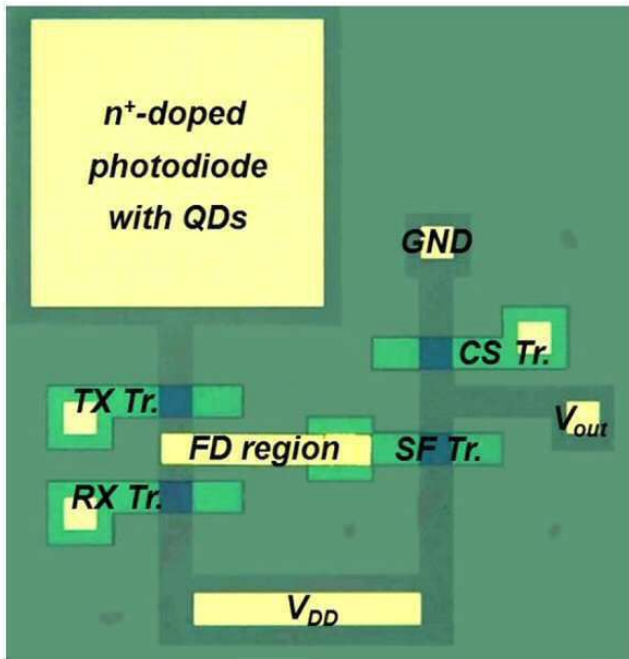 n⁺-doped
photodiode
with QDs
GND
CS Tr.
TX Tr.
V_out
FD region
SF Tr.
RX Tr.
V_DD